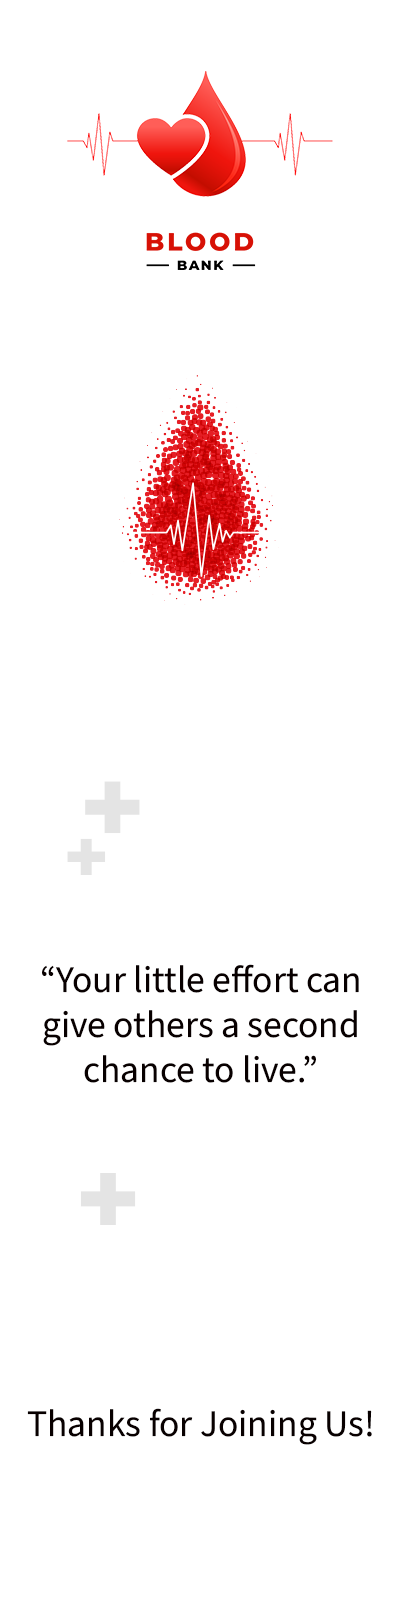 BLOOD
BANK
“Your little effort can
give others a second
chance to live.”
Thanks for Joining Us!